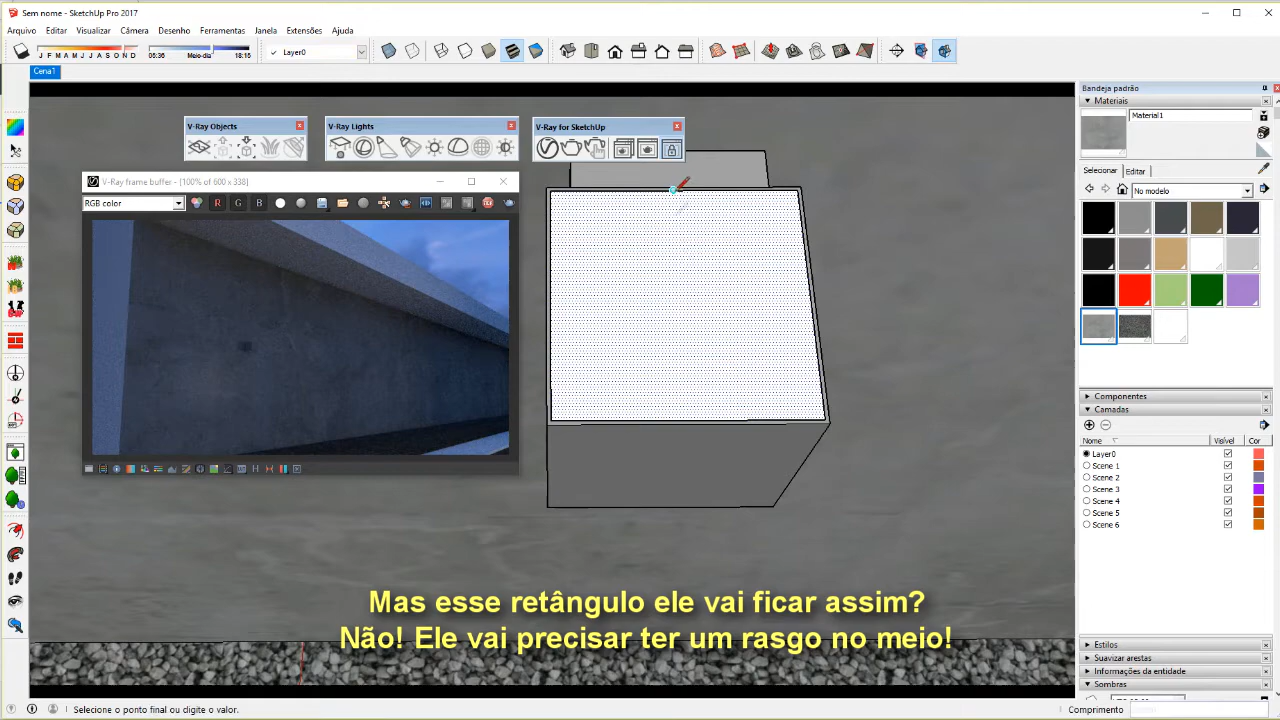 Sem nome - SketchUp Pro 2017
Arquivo Editar Visualizar Câmera Desenho Ferramentas Janela Extensões Ajuda
J F M A M J J A S O N D 05:36 Meio-dia 18:16 Layer0
Cena1
Bandeja padrão
Materiais
Material1
Selecionar Editar
No modelo
V-Ray Objects
V-Ray Lights
V-Ray for SketchUp
V-Ray frame buffer - [100% of 600 x 338]
RGB color R G B
Componentes
Camadas
Nome Visível Cor
Layer0
Scene 1
Scene 2
Scene 3
Scene 4
Scene 5
Scene 6
Mas esse retângulo ele vai ficar assim?
Não! Ele vai precisar ter um rasgo no meio!
Estilos
Suavizar arestas
Informações da entidade
Sombras
Selecione o ponto final ou digite o valor.
Comprimento